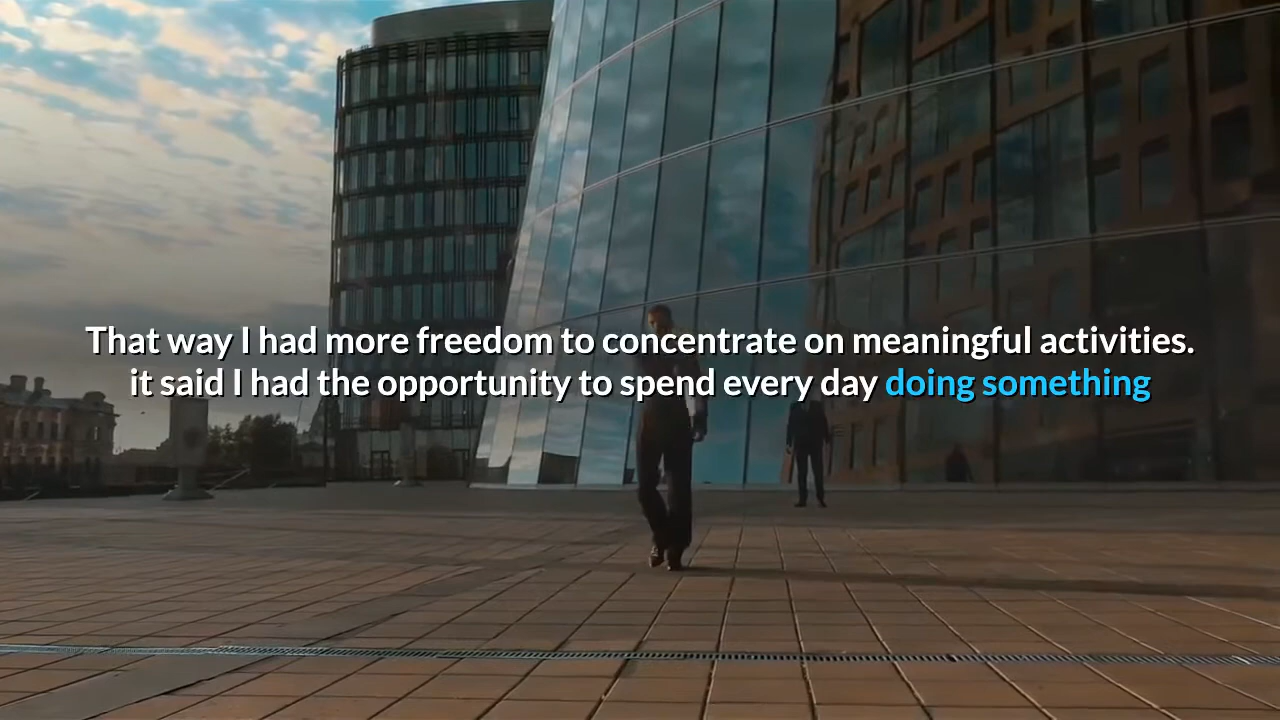 That way I had more freedom to concentrate on meaningful activities.
it said I had the opportunity to spend every day doing something